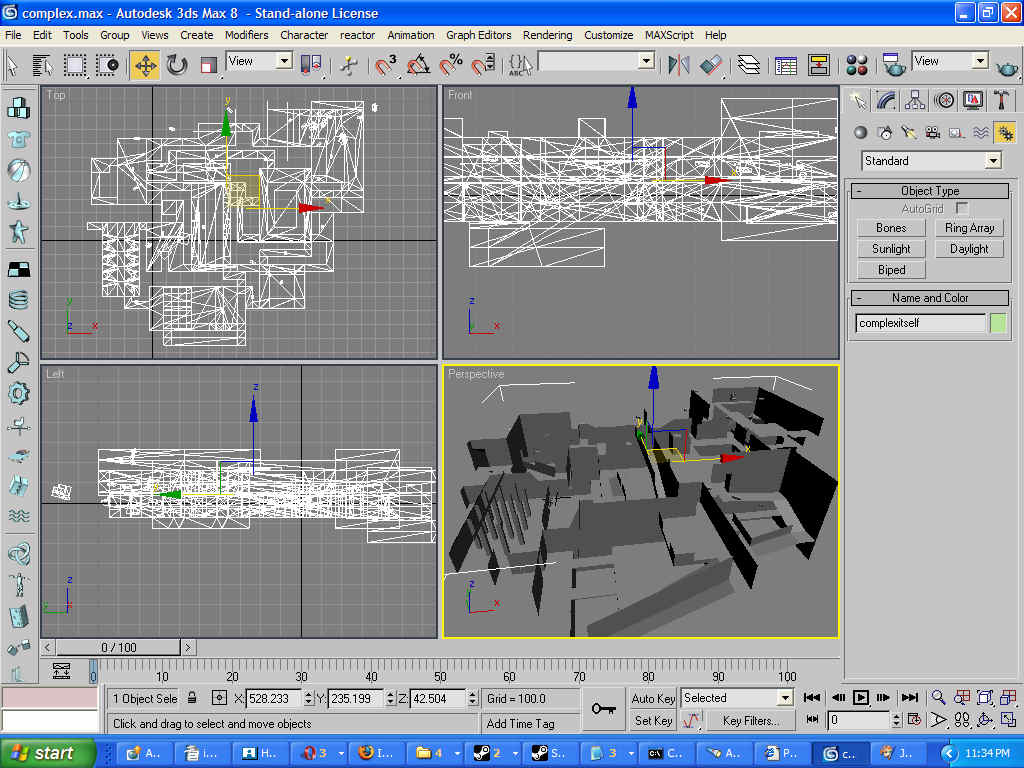 complex.max - Autodesk 3ds Max 8 - Stand-alone License
File Edit Tools Group Views Create Modifiers Character reactor Animation Graph Editors Rendering Customize MAXScript Help
View 3 % ABC View
Top
y
x
y
z x
Front
z
x
z
y x
Left
z
y
z
y x
Perspective
z
y
x
z
y x
Standard
- Object Type
AutoGrid
Bones Ring Array
Sunlight Daylight
Biped
- Name and Color
complexitself
< 0 / 100 >
0 10 20 30 40 50 60 70 80 90 100
1 Object Sele X: 528.233 Y: 235.199 Z: 42.504 Grid = 100.0 Auto Key Selected
Click and drag to select and move objects Add Time Tag Set Key Key Filters... 0
start A.. i... H.. 3 I... 4 2 S.. 3 C.. A.. P.. c... J... 11:34 PM